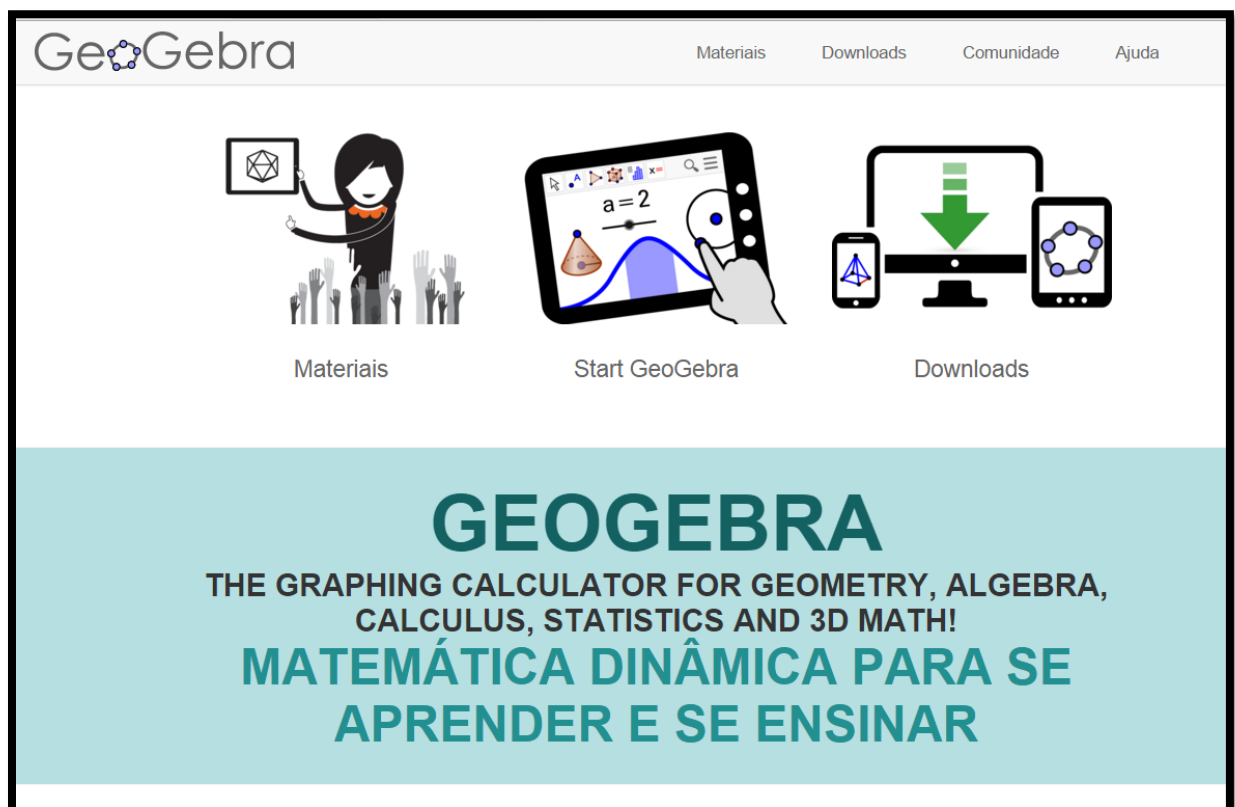 GeoGebra
Materiais Downloads Comunidade Ajuda
A x=
a=2
Materiais
Start GeoGebra
Downloads
GEOGEBRA
THE GRAPHING CALCULATOR FOR GEOMETRY, ALGEBRA,
CALCULUS, STATISTICS AND 3D MATH!
MATEMÁTICA DINÂMICA PARA SE
APRENDER E SE ENSINAR